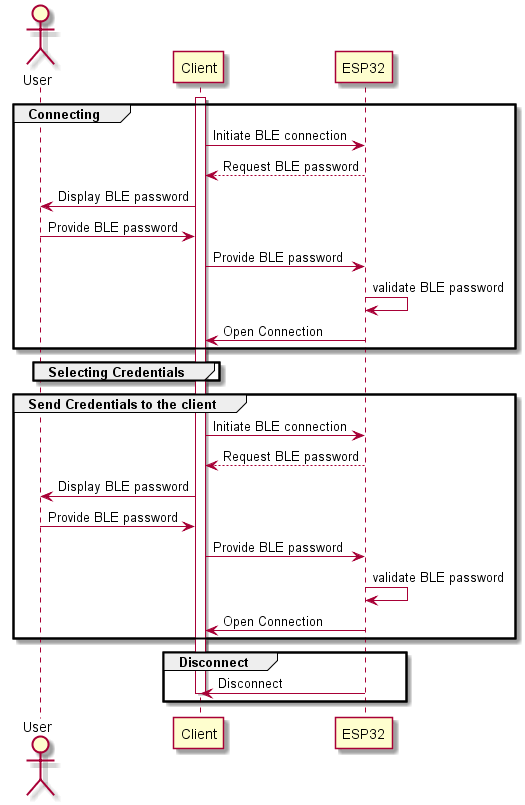 User
Client
ESP32
Connecting
Initiate BLE connection
Request BLE password
Display BLE password
Provide BLE password
Provide BLE password
validate BLE password
Open Connection
Selecting Credentials
Send Credentials to the client
Initiate BLE connection
Request BLE password
Display BLE password
Provide BLE password
Provide BLE password
validate BLE password
Open Connection
Disconnect
Disconnect
User
Client
ESP32